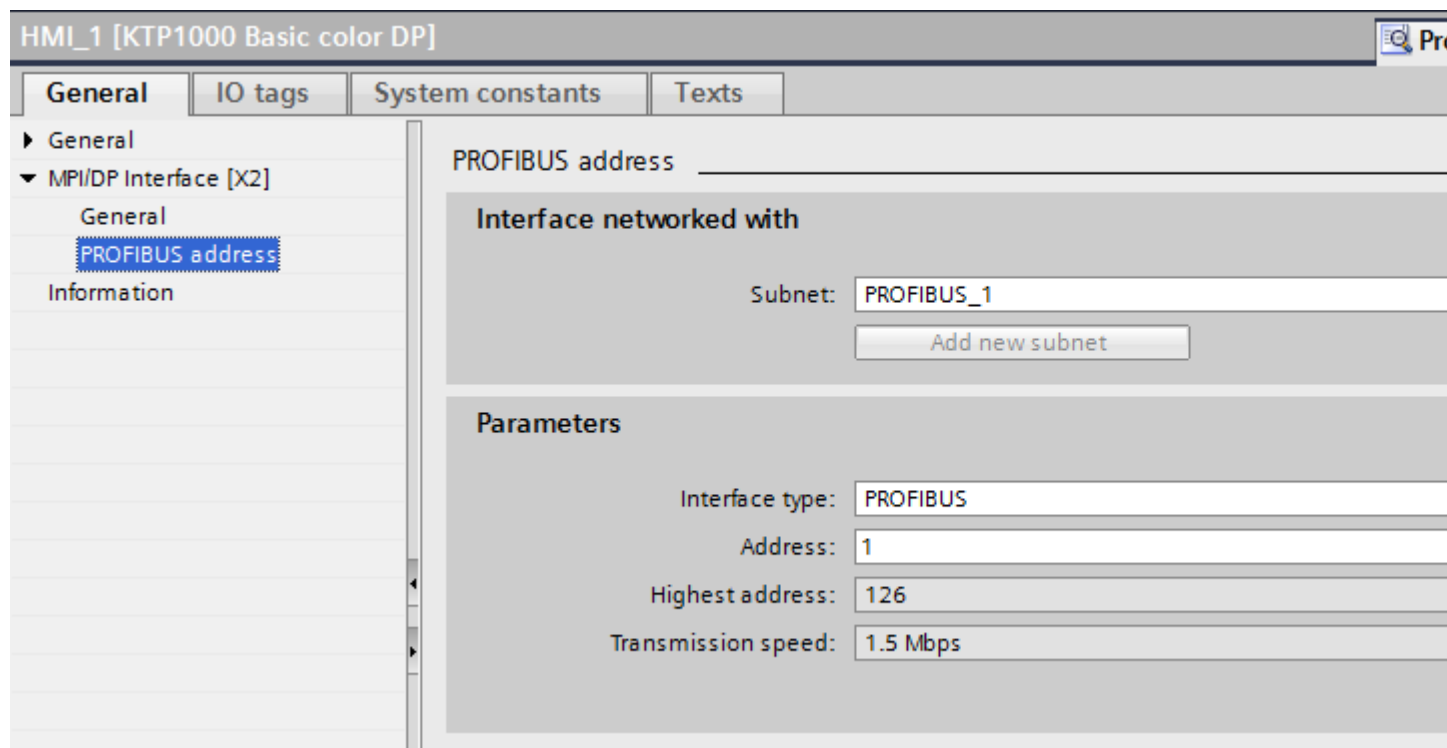 HMI_1 [KTP1000 Basic color DP]
General IO tags System constants Texts
General
MPI/DP Interface [X2]
General
PROFIBUS address
Information
PROFIBUS address
Interface networked with
Subnet: PROFIBUS_1
Add new subnet
Parameters
Interface type: PROFIBUS
Address: 1
Highest address: 126
Transmission speed: 1.5 Mbps